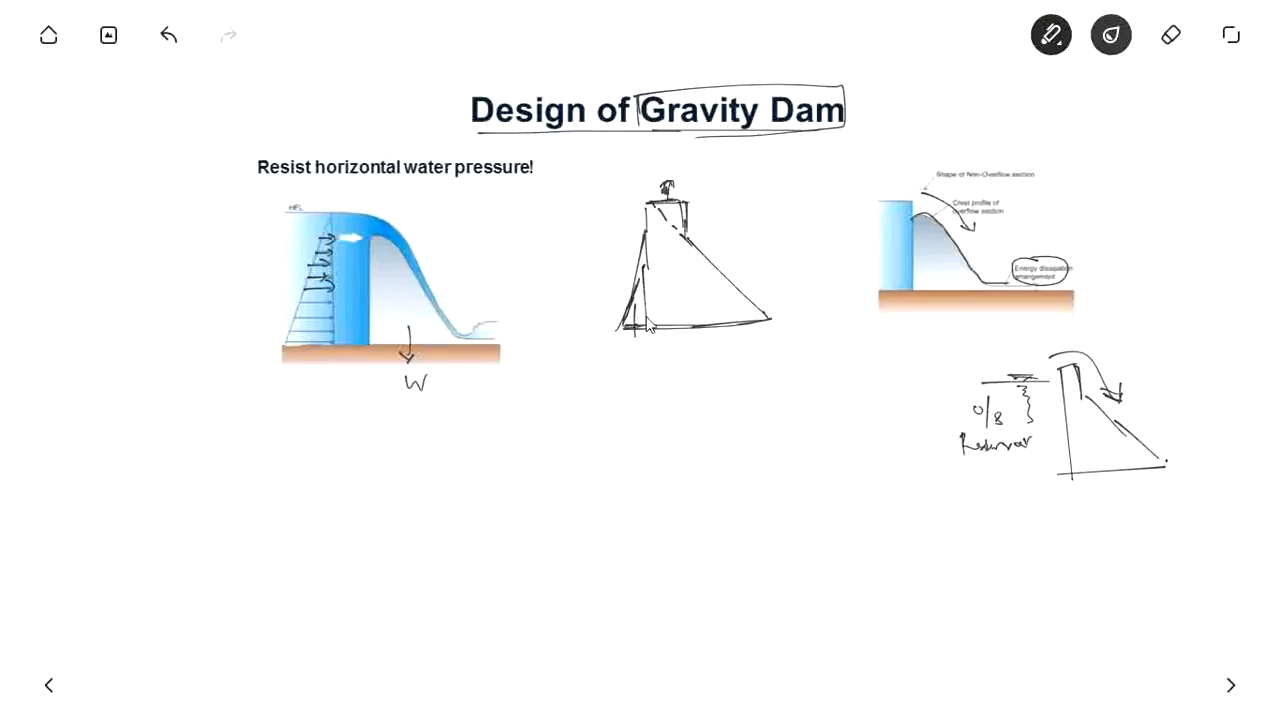 Design of Gravity Dam
Resist horizontal water pressure!
HFL
W
Shape of Non-Overflow section
Crest profile of
overflow section
Energy dissipation
arrangement